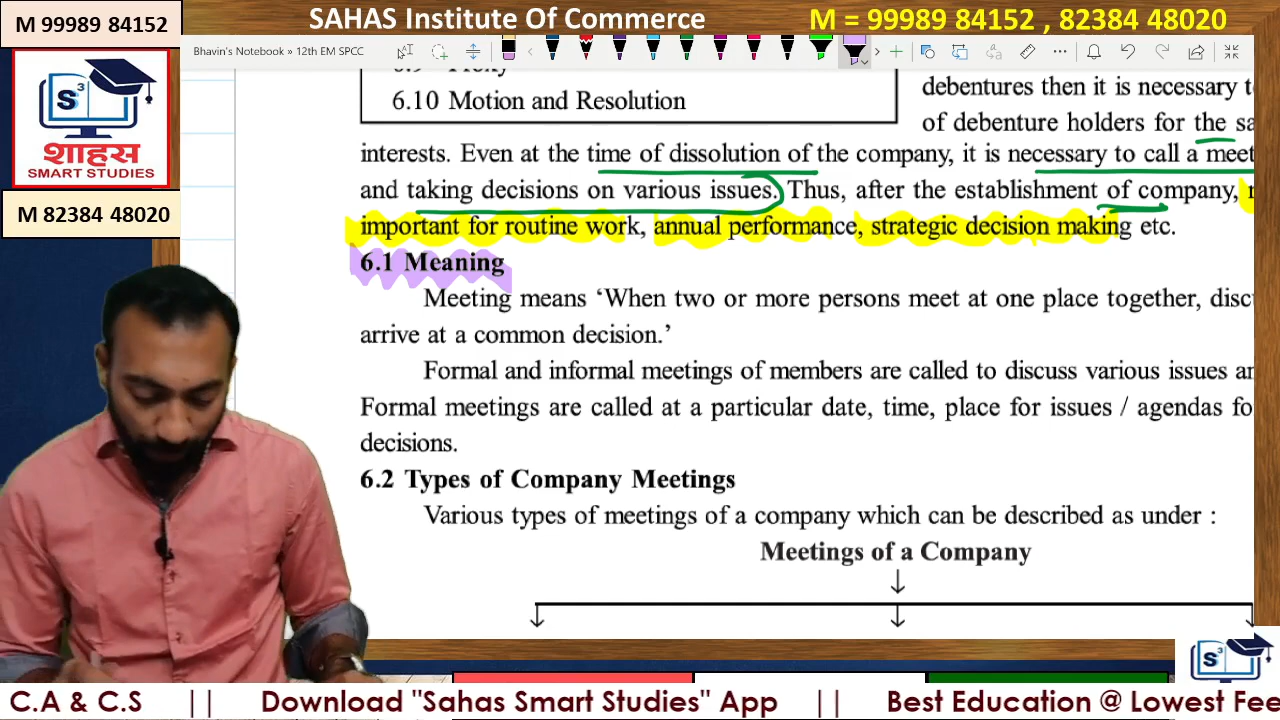 M 99989 84152
SAHAS Institute Of Commerce
M = 99989 84152 , 82384 48020
Bhavin's Notebook » 12th EM SPCC
S³
शाहस
SMART STUDIES
M 82384 48020
6.10 Motion and Resolution
debentures then it is necessary
of debenture holders for the
interests. Even at the time of dissolution of the company, it is necessary to call a
and taking decisions on various issues. Thus, after the establishment of company,
important for routine work, annual performance, strategic decision making etc.
6.1 Meaning
Meeting means ‘When two or more persons meet at one place together,
arrive at a common decision.’
Formal and informal meetings of members are called to discuss various issues
Formal meetings are called at a particular date, time, place for issues / agendas
decisions.
6.2 Types of Company Meetings
Various types of meetings of a company which can be described as under :
Meetings of a Company
S³
C.A & C.S || Download "Sahas Smart Studies" App || Best Education @ Lowest Fee